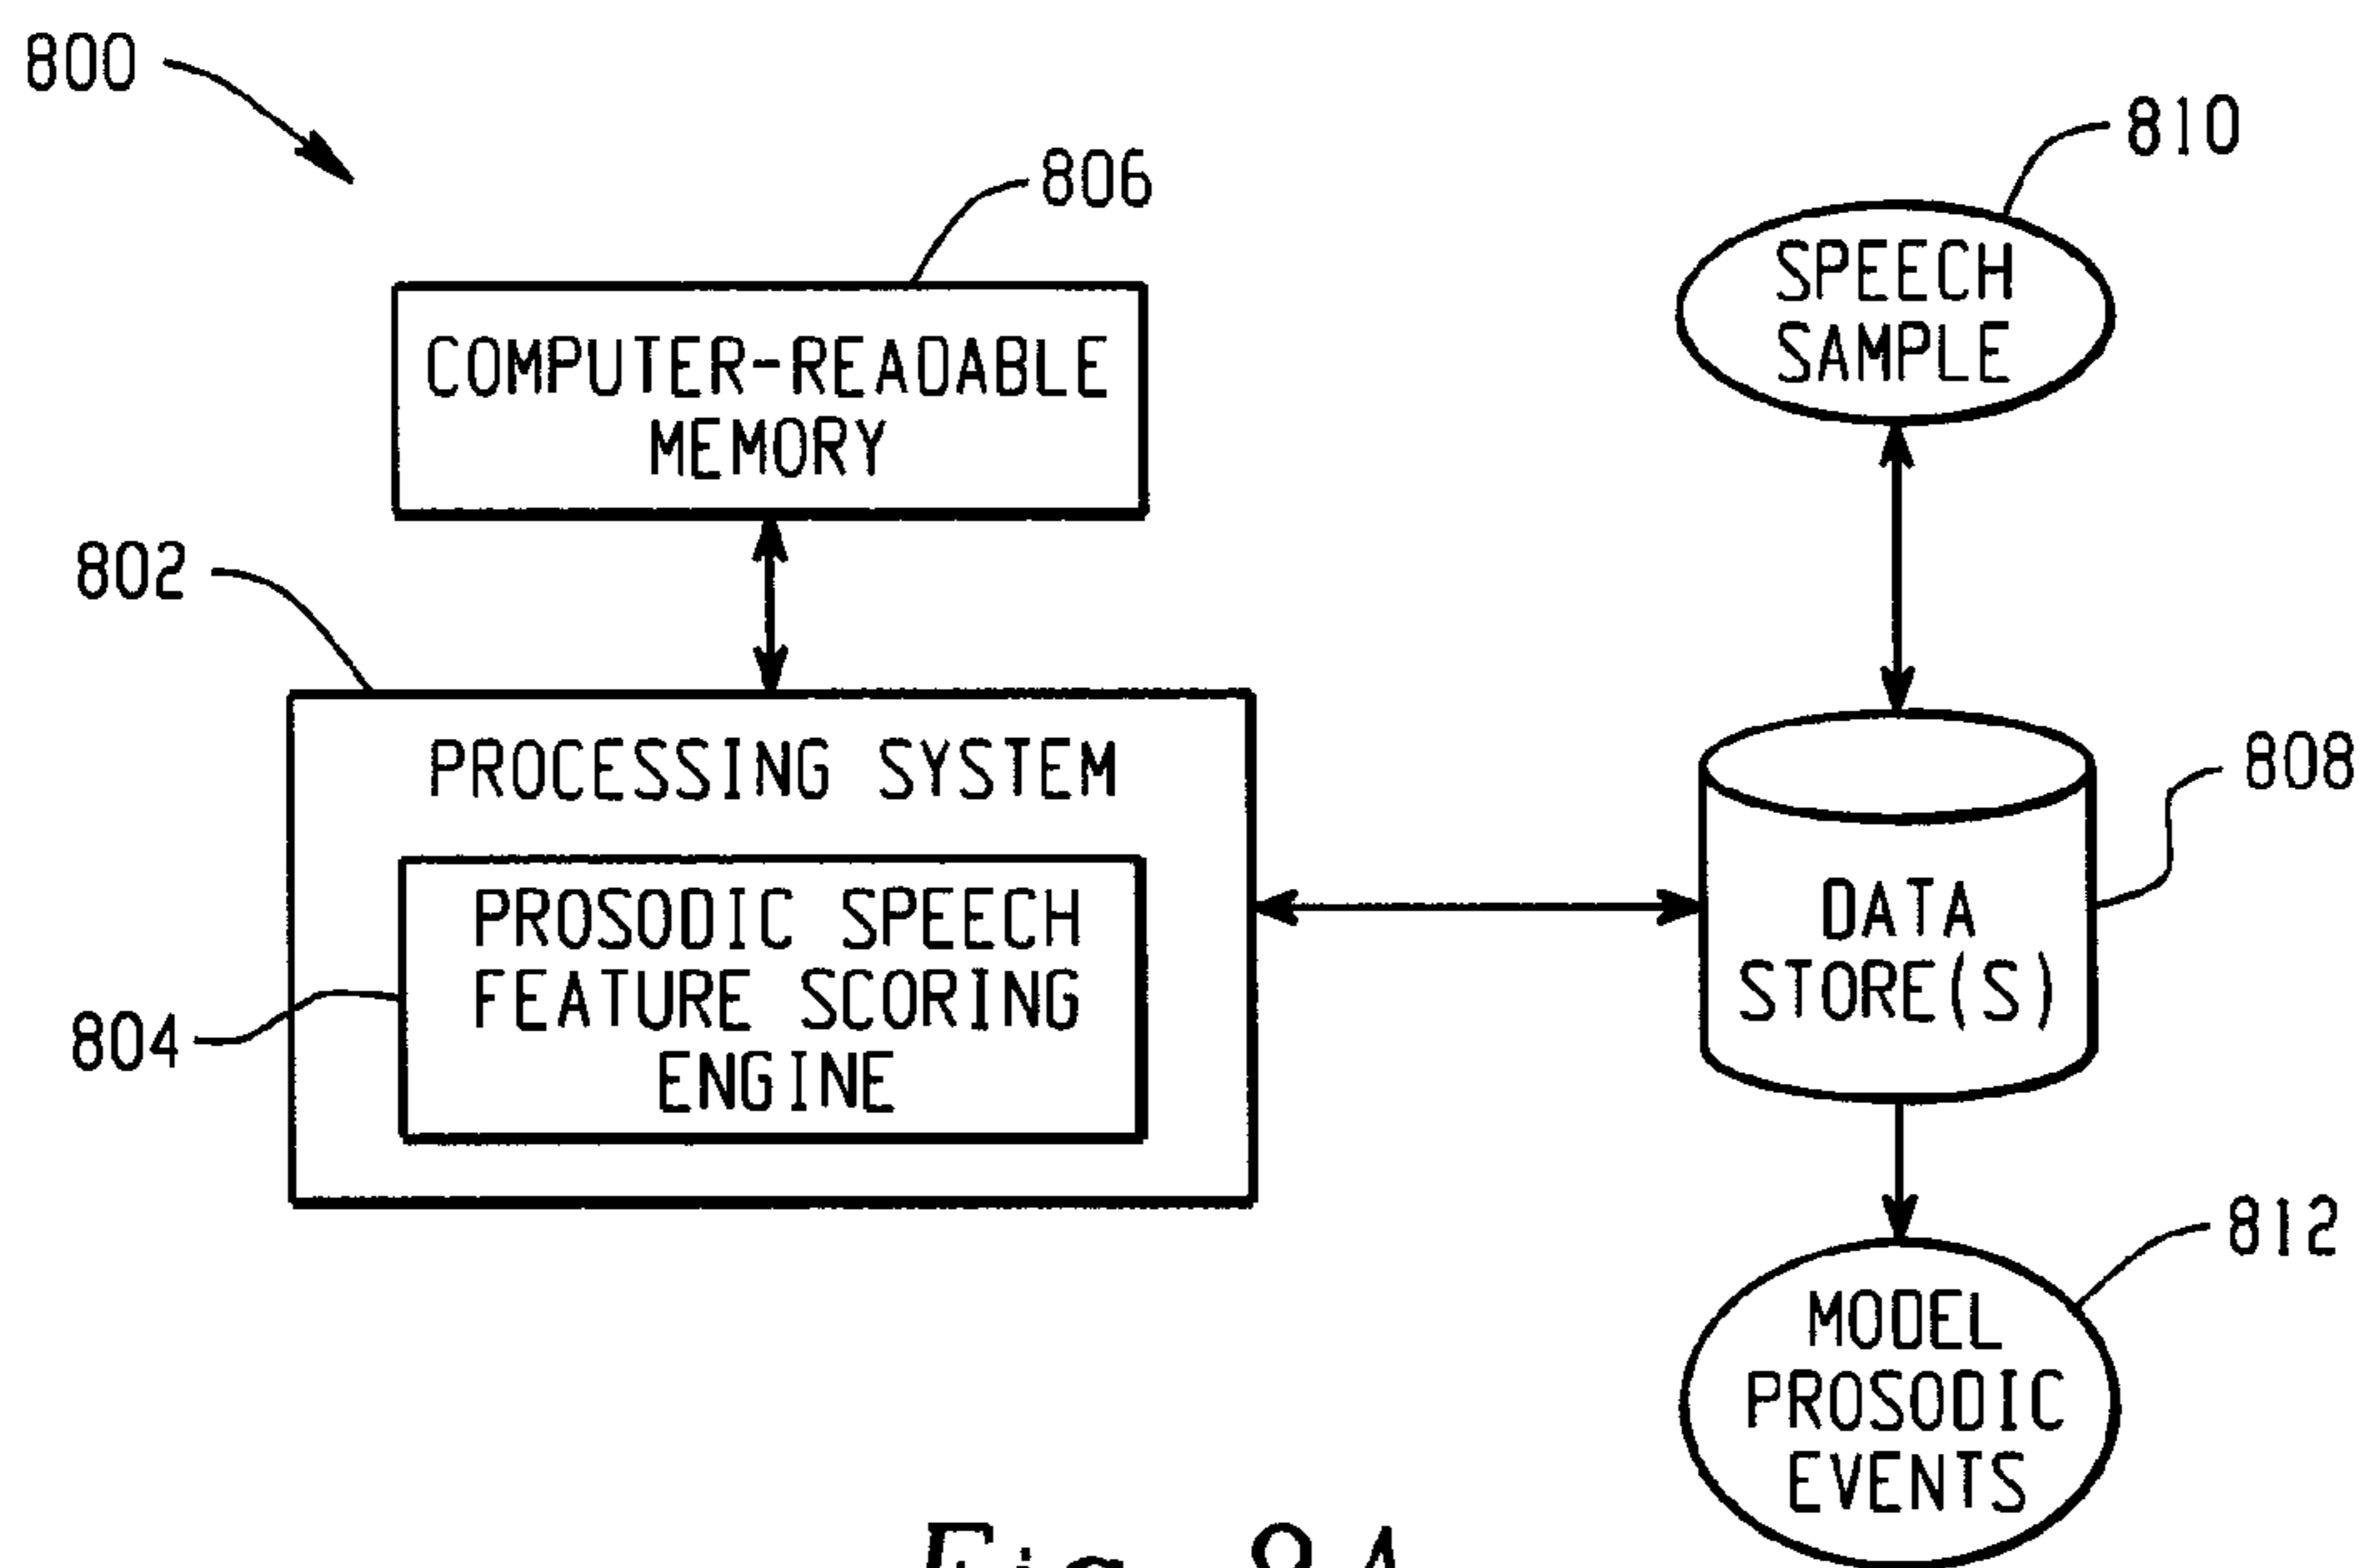 800
806
810
COMPUTER-READABLE
MEMORY
SPEECH
SAMPLE
802
PROCESSING SYSTEM
PROSODIC SPEECH
FEATURE SCORING
ENGINE
804
808
DATA
STORE(S)
812
MODEL
PROSODIC
EVENTS